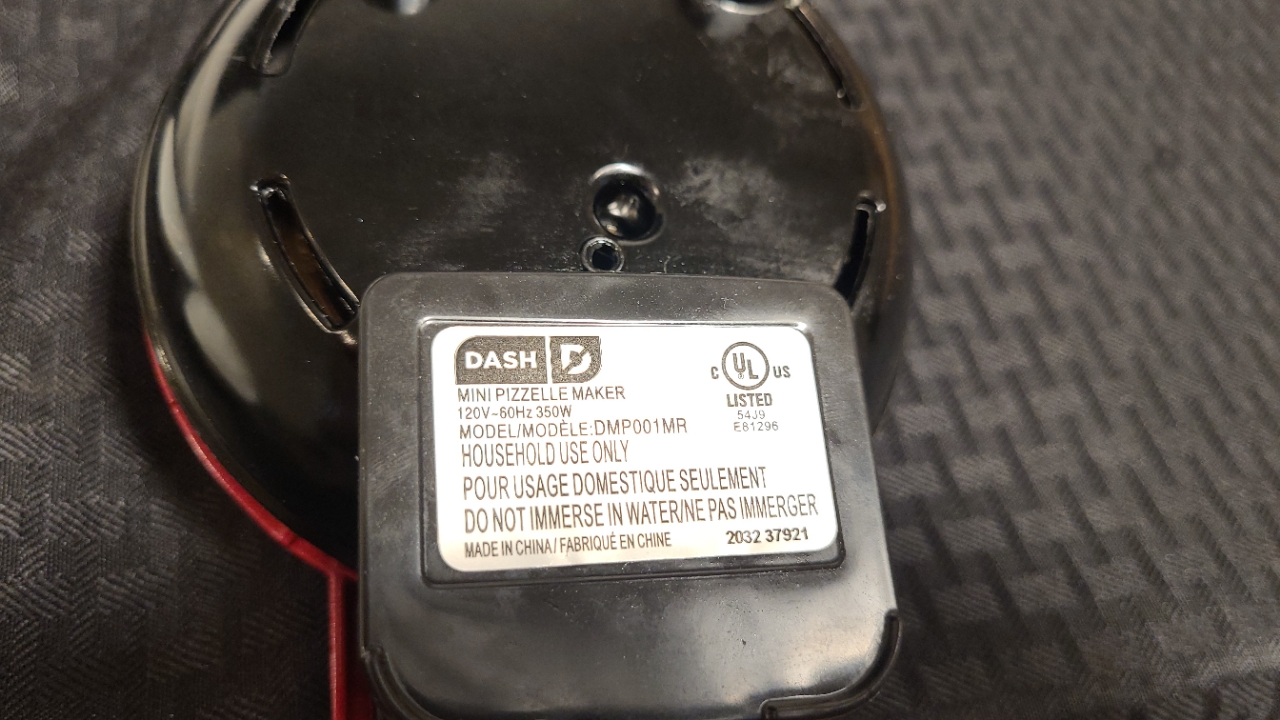 DASH D
MINI PIZZELLE MAKER
120V~60Hz 350W
MODEL/MODÈLE:DMP001MR
HOUSEHOLD USE ONLY
POUR USAGE DOMESTIQUE SEULEMENT
DO NOT IMMERSE IN WATER/NE PAS IMMERGER
MADE IN CHINA/FABRIQUÉ EN CHINE
2032 37921
C UL US
LISTED
54J9
E81296